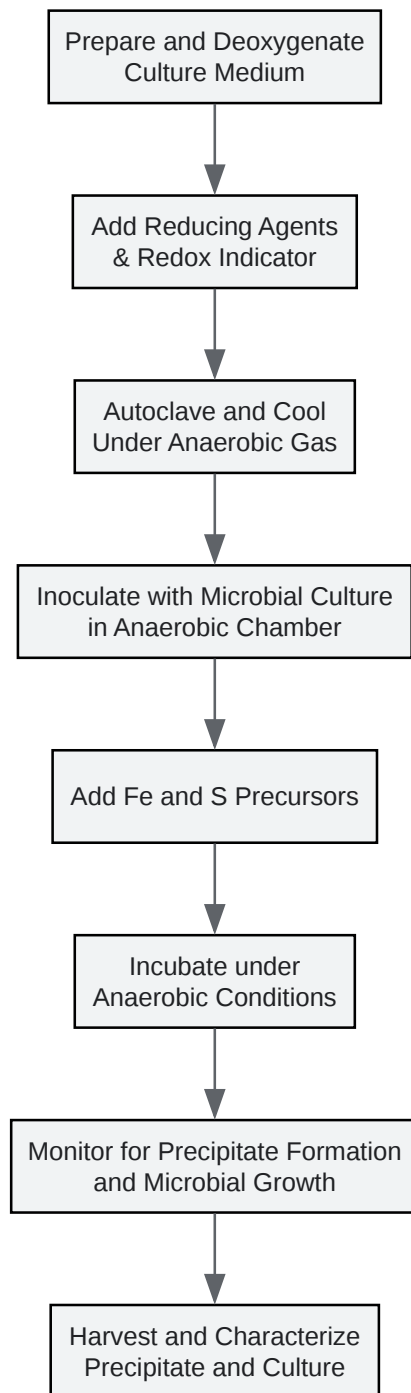 Prepare and Deoxygenate
Culture Medium
Add Reducing Agents
& Redox Indicator
Autoclave and Cool
Under Anaerobic Gas
Inoculate with Microbial Culture
in Anaerobic Chamber
Add Fe and S Precursors
Incubate under
Anaerobic Conditions
Monitor for Precipitate Formation
and Microbial Growth
Harvest and Characterize
Precipitate and Culture